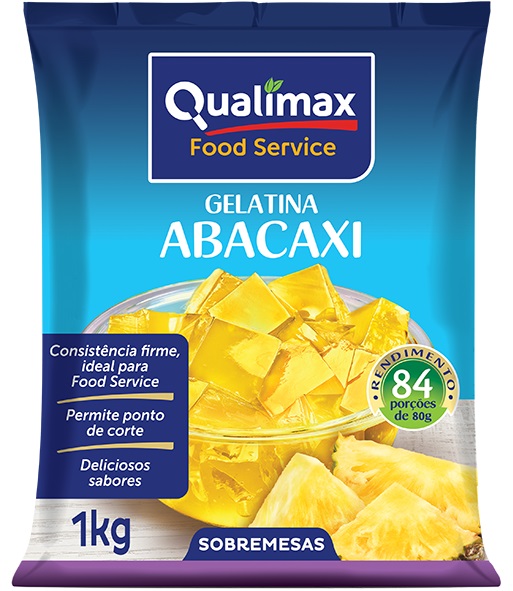 Qualimax
Food Service
GELATINA
ABACAXI
Consistência firme,
ideal para
Food Service
Permite ponto
de corte
Deliciosos
sabores
RENDIMENTO
84
porções
de 80g
1kg
SOBREMESAS